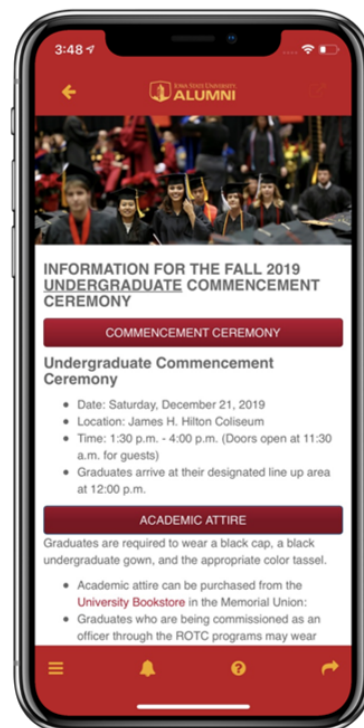 3:48
IOWA STATE UNIVERSITY
ALUMNI
INFORMATION FOR THE FALL 2019
UNDERGRADUATE COMMENCEMENT
CEREMONY
COMMENCEMENT CEREMONY
Undergraduate Commencement
Ceremony
Date: Saturday, December 21, 2019
Location: James H. Hilton Coliseum
Time: 1:30 p.m. - 4:00 p.m. (Doors open at 11:30
a.m. for guests)
Graduates arrive at their designated line up area
at 12:00 p.m.
ACADEMIC ATTIRE
Graduates are required to wear a black cap, a black
undergraduate gown, and the appropriate color tassel.
Academic attire can be purchased from the
University Bookstore in the Memorial Union:
Graduates who are being commissioned as an
officer through the ROTC programs may wear
?